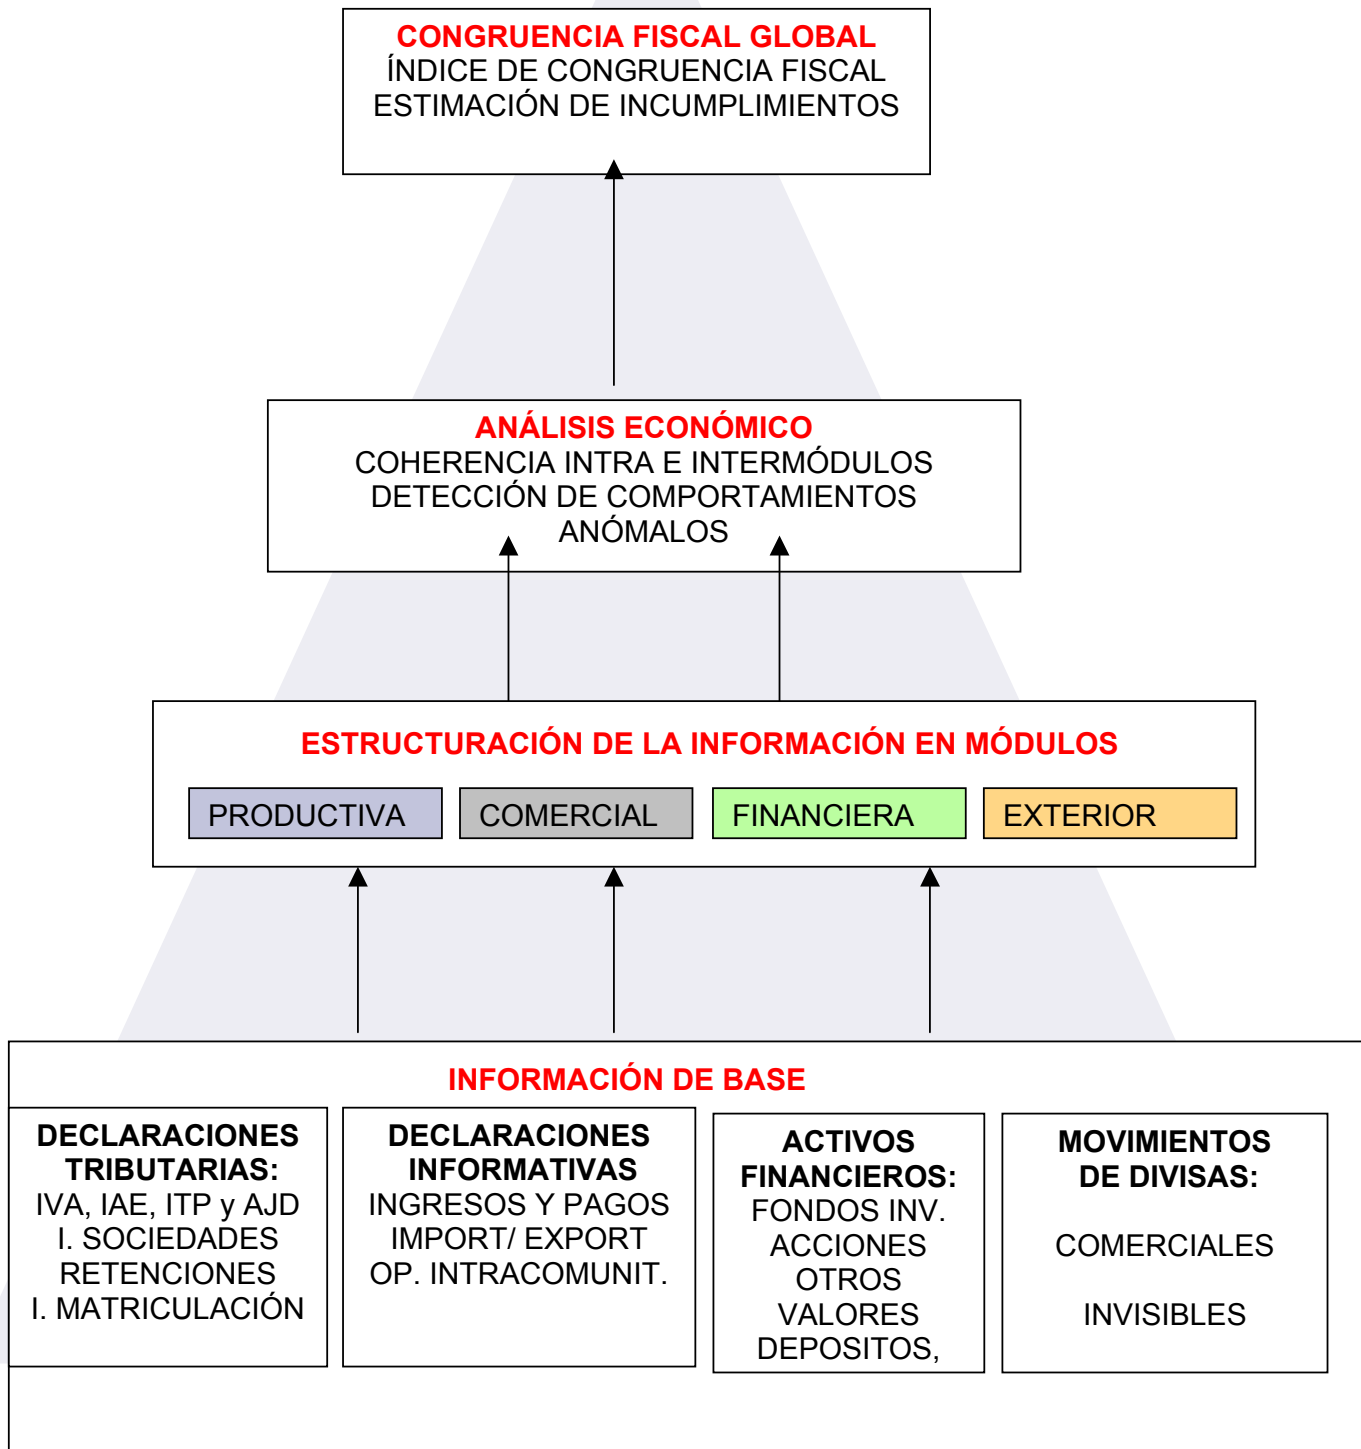 CONGRUENCIA FISCAL GLOBAL
ÍNDICE DE CONGRUENCIA FISCAL
ESTIMACIÓN DE INCUMPLIMIENTOS
ANÁLISIS ECONÓMICO
COHERENCIA INTRA E INTERMÓDULOS
DETECCIÓN DE COMPORTAMIENTOS
ANÓMALOS
ESTRUCTURACIÓN DE LA INFORMACIÓN EN MÓDULOS
PRODUCTIVA
COMERCIAL
FINANCIERA
EXTERIOR
INFORMACIÓN DE BASE
DECLARACIONES
TRIBUTARIAS:
IVA, IAE, ITP y AJD
I. SOCIEDADES
RETENCIONES
I. MATRICULACIÓN
DECLARACIONES
INFORMATIVAS
INGRESOS Y PAGOS
IMPORT/ EXPORT
OP. INTRACOMUNIT.
ACTIVOS
FINANCIEROS:
FONDOS INV.
ACCIONES
OTROS
VALORES
DEPOSITOS,
MOVIMIENTOS
DE DIVISAS:
COMERCIALES
INVISIBLES